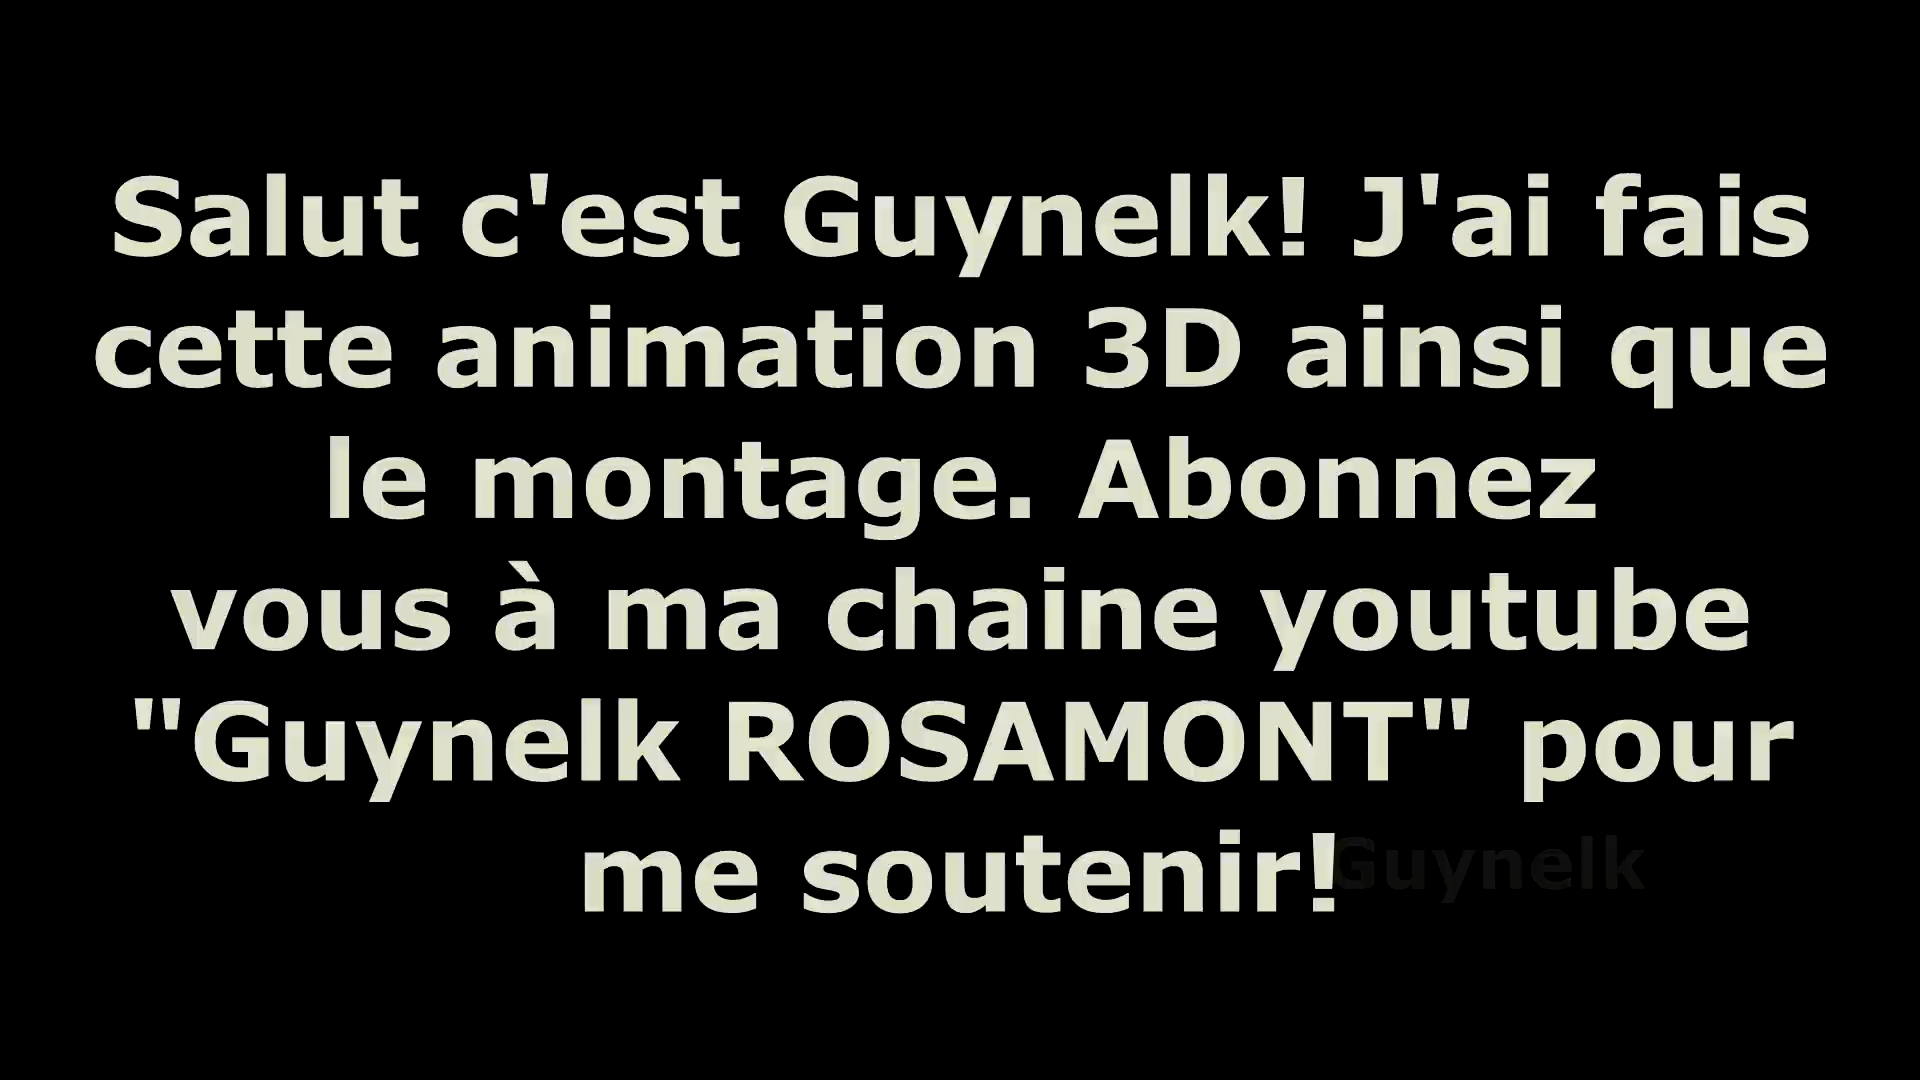 Salut c'est Guynelk! J'ai fais
cette animation 3D ainsi que
le montage. Abonnez
vous à ma chaine youtube
"Guynelk ROSAMONT" pour
me soutenir!
Guynelk